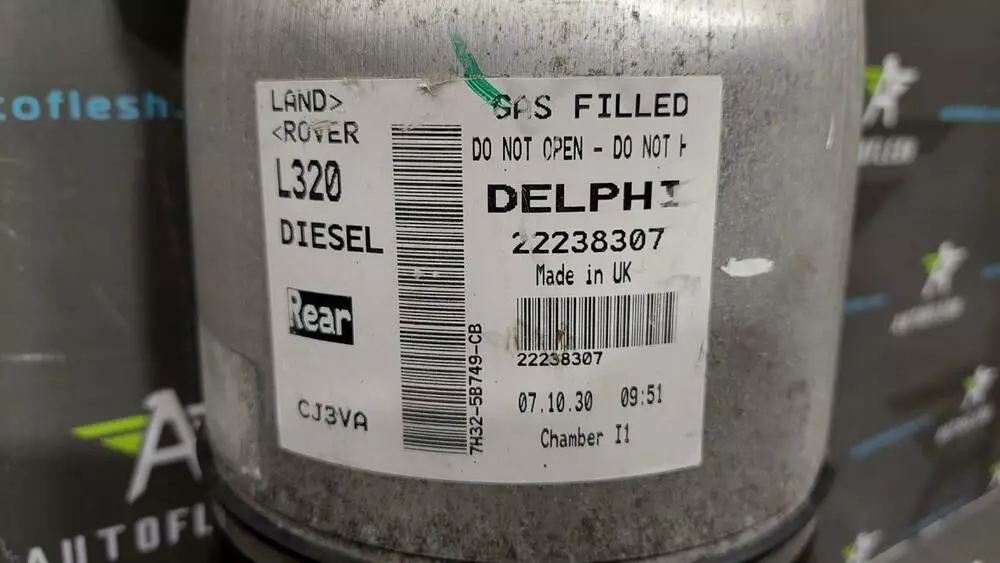 LAND>
<ROVER
L320
DIESEL
Rear
CJ3VA
7H32-5B749-CB
GAS FILLED
DO NOT OPEN - DO NOT
DELPHI
22238307
Made in UK
22238307
07.10.30 09:51
Chamber I1
oflesh.
AUTOFL